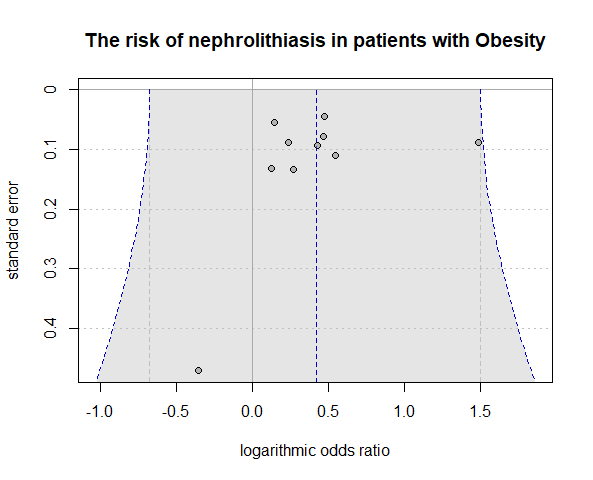 The risk of nephrolithiasis in patients with Obesity
0
0.1
0.2
0.3
0.4
standard error
-1.0 -0.5 0.0 0.5 1.0 1.5
logarithmic odds ratio